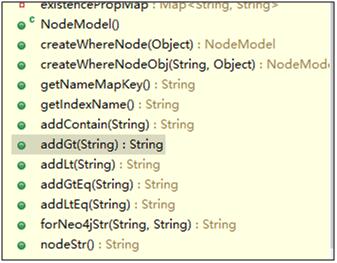 existencePropMap : Map<String, String>
C NodeModel()
createWhereNode(Object) : NodeModel
createWhereNodeObj(String, Object) : NodeMode
getNameMapKey() : String
getIndexName() : String
addContain(String) : String
addGt(String) : String
addLt(String) : String
addGtEq(String) : String
addLtEq(String) : String
forNeo4jStr(String, String) : String
nodeStr() : String